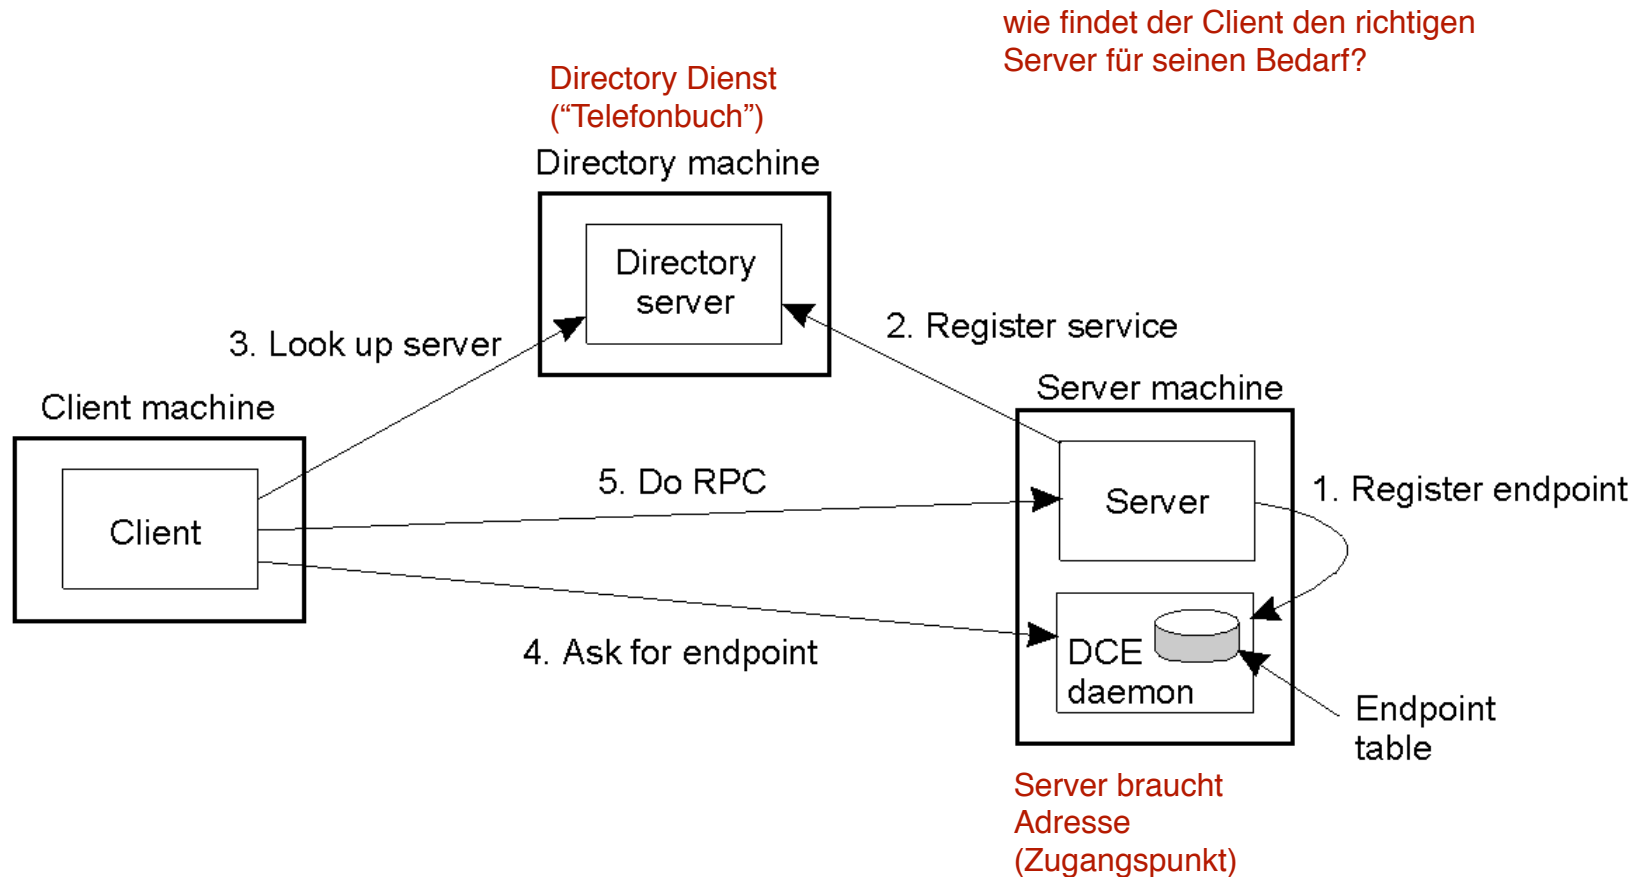 wie findet der Client den richtigen
Server für seinen Bedarf?
Directory Dienst
(“Telefonbuch”)
Directory machine
Directory
server
3. Look up server
2. Register service
Client machine
Server machine
Client
5. Do RPC
Server
1. Register endpoint
4. Ask for endpoint
DCE
daemon
Endpoint
table
Server braucht
Adresse
(Zugangspunkt)